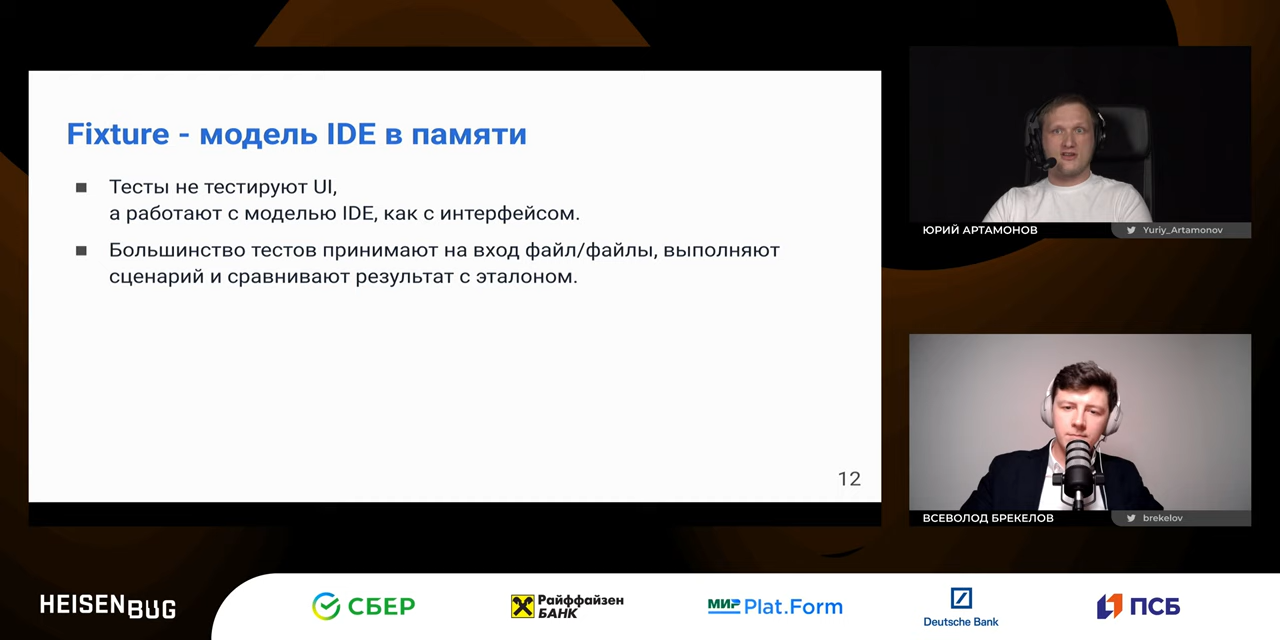 Fixture - модель IDE в памяти
Тесты не тестируют UI,
а работают с моделью IDE, как с интерфейсом.
Большинство тестов принимают на вход файл/файлы, выполняют
сценарий и сравнивают результат с эталоном.
12
ЮРИЙ АРТАМОНОВ
Yuriy_Artamonov
ВСЕВОЛОД БРЕКЕЛОВ
brekelov
HEISENBUG
СБЕР
Райффайзен
БАНК
МИР Plat.Form
Deutsche Bank
ПСБ